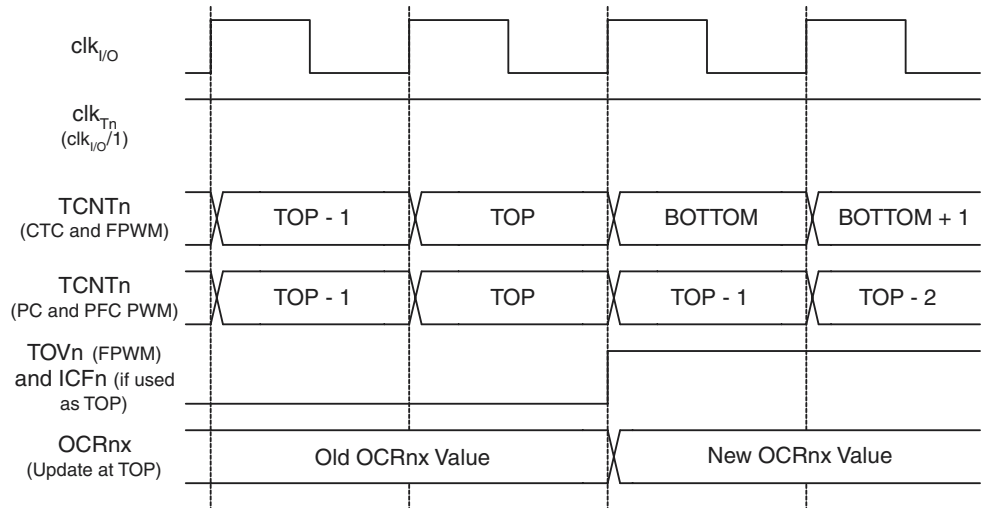 clkI/O
clkTn
(clkI/O/1)
TCNTn
(CTC and FPWM)
TOP - 1
TOP
BOTTOM
BOTTOM + 1
TCNTn
(PC and PFC PWM)
TOP - 1
TOP
TOP - 1
TOP - 2
TOVn (FPWM)
and ICFn (if used
as TOP)
OCRnx
(Update at TOP)
Old OCRnx Value
New OCRnx Value